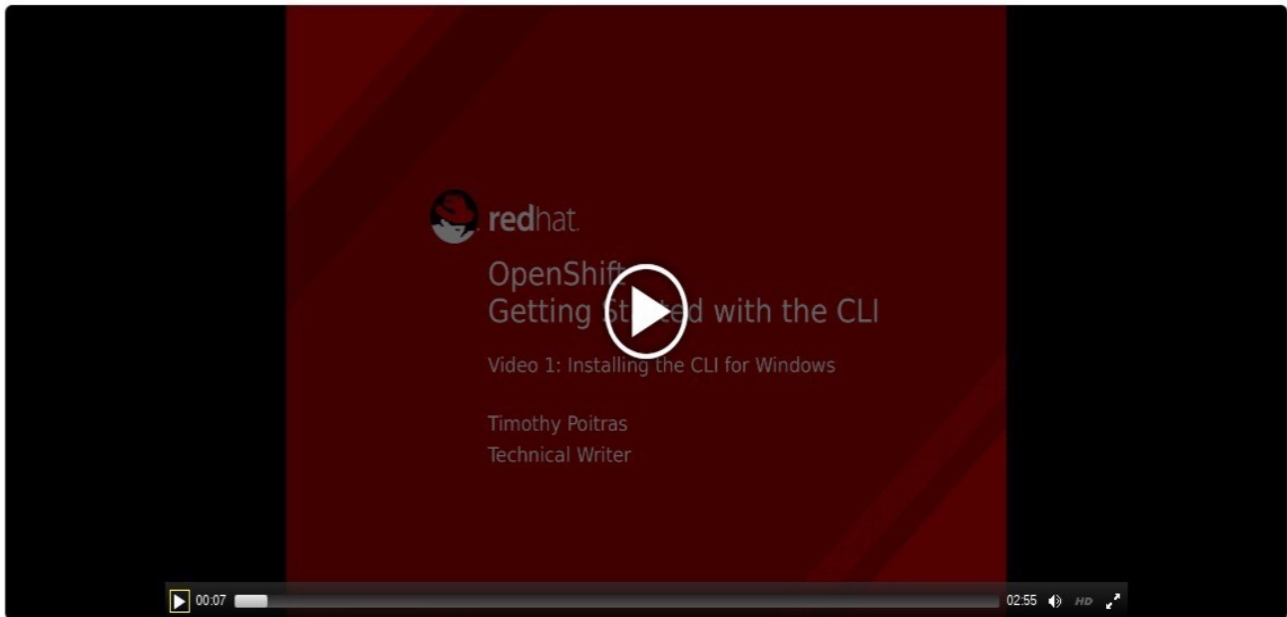 redhat.
OpenShift
Getting Started with the CLI
Video 1: Installing the CLI for Windows
Timothy Poitras
Technical Writer
00:07
02:55
HD